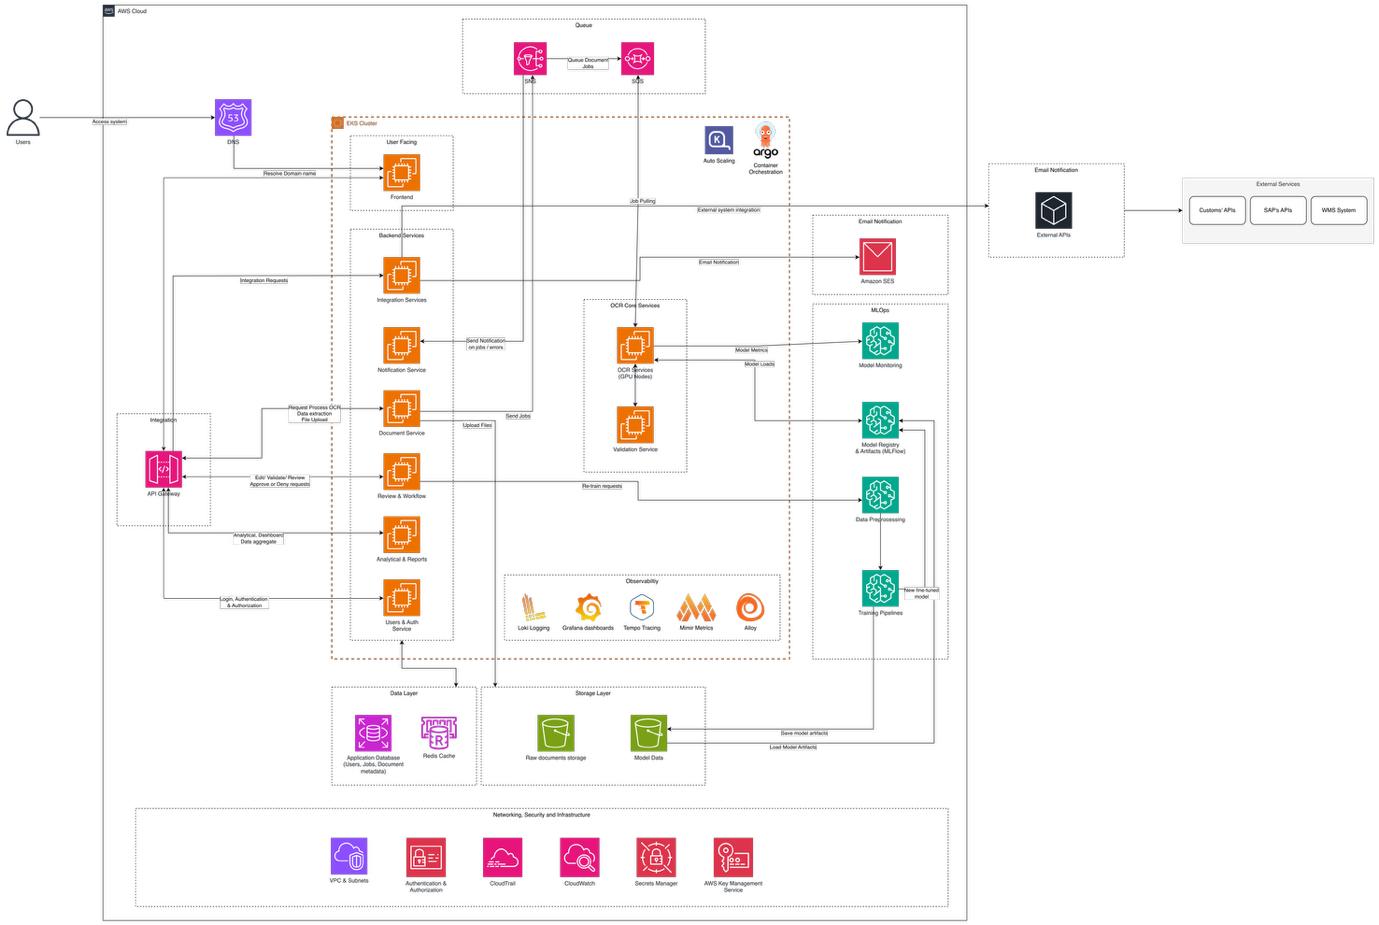 aws
AWS Cloud
Queue
SNS
Queue Document
Jobs
SQS
Users
Access system
53
DNS
EKS Cluster
K
Auto Scaling
argo
Container
Orchestration
User Facing
Frontend
Resolve Domain name
Job Pulling
External system integration
Email Notification
External APIs
External Services
Customs' APIs
SAP's APIs
WMS System
Backend Services
Integration Services
Integration Requests
Email Notification
Email Notification
Amazon SES
OCR Core Services
OCR Services
(GPU Nodes)
Validation Service
MLOps
Model Metrics
Model Monitoring
Model Loads
Send Notification
on jobs / errors
Notification Service
Request Process OCR
Data extraction
File Upload
Document Service
Send Jobs
Upload Files
Model Registry
& Artifacts (MLFlow)
Integration
API Gateway
Edit/ Validate/ Review
Approve or Deny requests
Review & Workflow
Re-train requests
Data Preprocessing
Analytical, Dashboard
Data aggregate
Analytical & Reports
Login, Authentication
& Authorization
Users & Auth
Service
Observability
Loki Logging
Grafana dashboards
Tempo Tracing
Mimir Metrics
Alloy
New fine-tuned
model
Training Pipelines
Data Layer
Application Database
(Users, Jobs, Document
metadata)
R
Redis Cache
Storage Layer
Raw documents storage
Model Data
Save model artifacts
Load Model Artifacts
Networking, Security and Infrastructure
VPC & Subnets
Authentication &
Authorization
CloudTrail
CloudWatch
Secrets Manager
AWS Key Management
Service